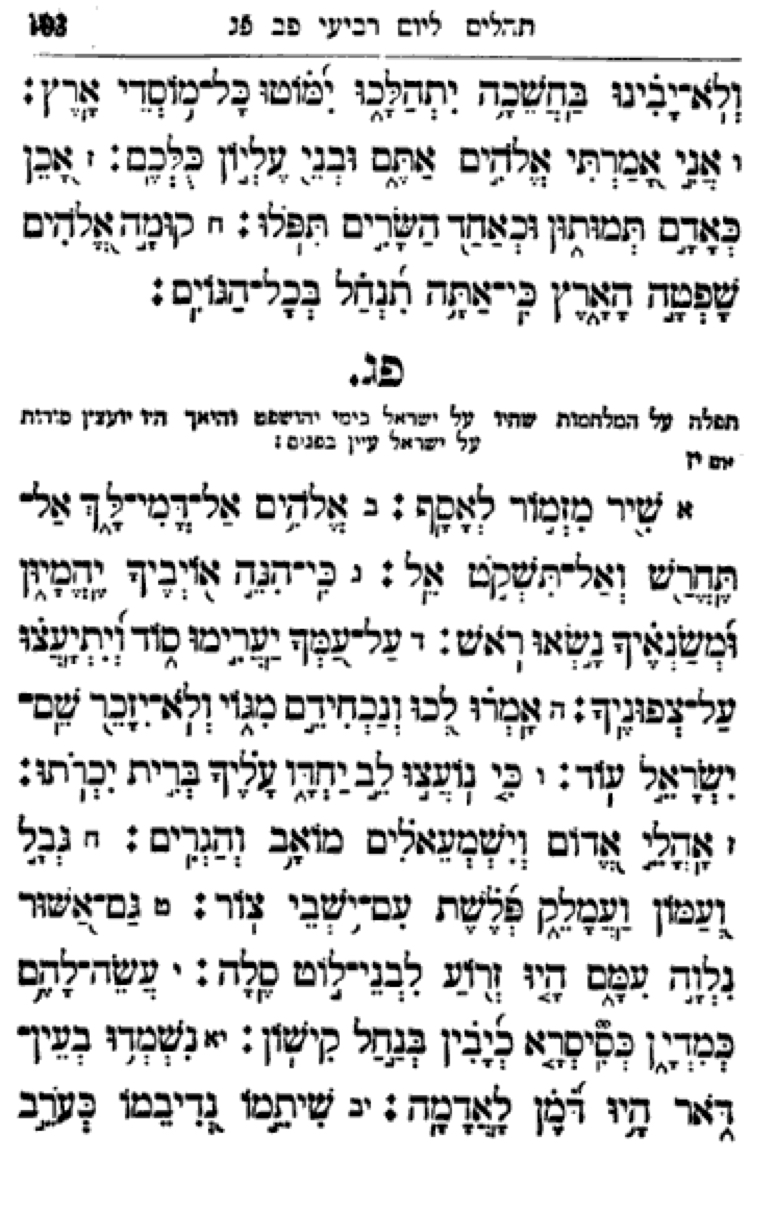 תהלים ליום רביעי פב פג
וְלֹא־יָבִינוּ בַּחֲשֵׁכָה יִתְהַלָּכוּ יִמּוֹטוּ כָּל־מוֹסְדֵי אָרֶץ׃
ו אֲנִי אָמַרְתִּי אֱלֹהִים אַתֶּם וּבְנֵי עֶלְיוֹן כֻּלְּכֶם׃ ז אָכֵן
כְּאָדָם תְּמוּתוּן וּכְאַחַד הַשָּׂרִים תִּפֹּלוּ׃ ח קוּמָה אֱלֹהִים
שָׁפְטָה הָאָרֶץ כִּי־אַתָּה תִנְחַל בְּכָל־הַגּוֹיִם׃
פג.
תפלה על המלחמות שהיו על ישראל בימי יהושפט והיאך היו יועצין סודות
על ישראל עיין בפנים׃
א שִׁיר מִזְמוֹר לְאָסָף׃ ב אֱלֹהִים אַל־דֳּמִי־לָךְ אַל־
תֶּחֱרַשׁ וְאַל־תִּשְׁקֹט אֵל׃ ג כִּי־הִנֵּה אוֹיְבֶיךָ יֶהֱמָיוּן
וּמְשַׂנְאֶיךָ נָשְׂאוּ רֹאשׁ׃ ד עַל־עַמְּךָ יַעֲרִימוּ סוֹד וְיִתְיָעֲצוּ
עַל־צְפוּנֶיךָ׃ ה אָמְרוּ לְכוּ וְנַכְחִידֵם מִגּוֹי וְלֹא־יִזָּכֵר שֵׁם־
יִשְׂרָאֵל עוֹד׃ ו כִּי נוֹעֲצוּ לֵב יַחְדָּו עָלֶיךָ בְּרִית יִכְרֹתוּ׃
ז אָהֳלֵי אֱדוֹם וְיִשְׁמְעֵאלִים מוֹאָב וְהַגְרִים׃ ח גְּבָל
וְעַמּוֹן וַעֲמָלֵק פְּלֶשֶׁת עִם־יֹשְׁבֵי צוֹר׃ ט גַּם־אַשּׁוּר
נִלְוָה עִמָּם הָיוּ זְרוֹעַ לִבְנֵי־לוֹט סֶלָה׃ י עֲשֵׂה־לָהֶם
כְּמִדְיָן כְּסִיסְרָא כְיָבִין בְּנַחַל קִישׁוֹן׃ יא נִשְׁמְדוּ בְעֵין־
דֹּאר הָיוּ דֹּמֶן לָאֲדָמָה׃ יב שִׁיתֵמוֹ נְדִיבֵמוֹ כְּעֹרֵב